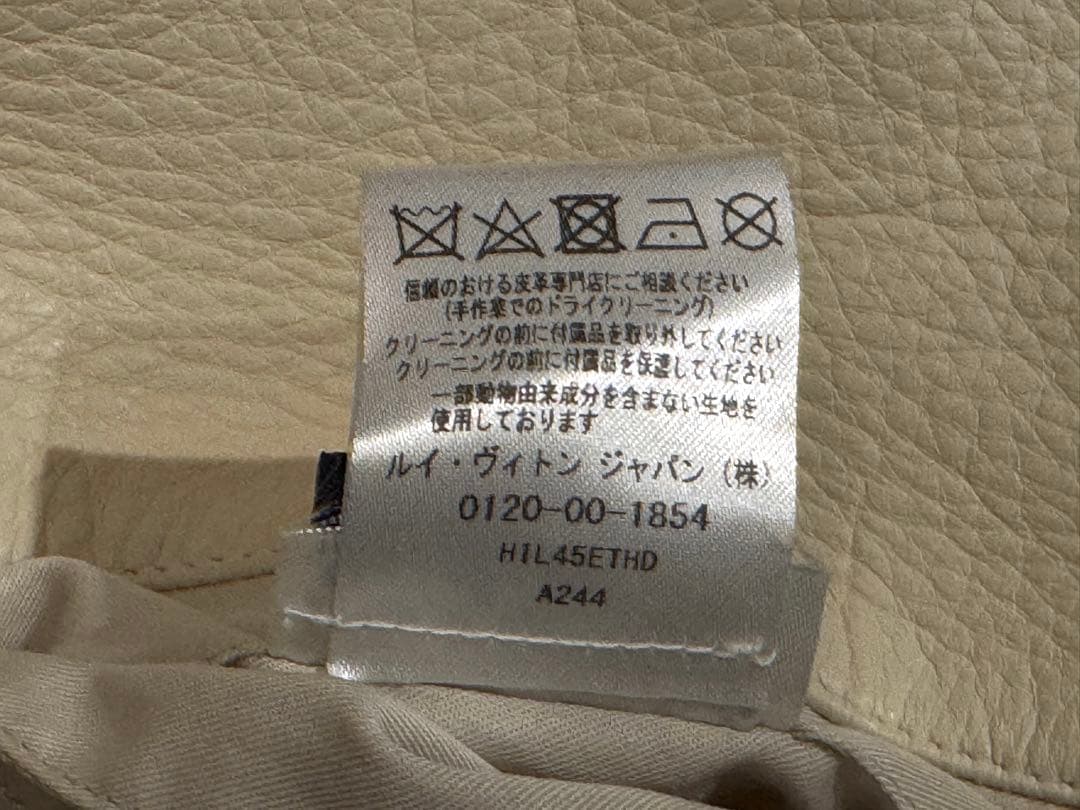 信頼のおける皮革専門店にご相談ください
(手作業でのドライクリーニング)
クリーニングの前に付属品を取り外してください
クリーニングの前に付属品を保護してください
一部動物由来成分を含まない生地を
使用しております
ルイ・ヴィトン ジャパン (株)
0120-00-1854
H1L45ETHD
A244